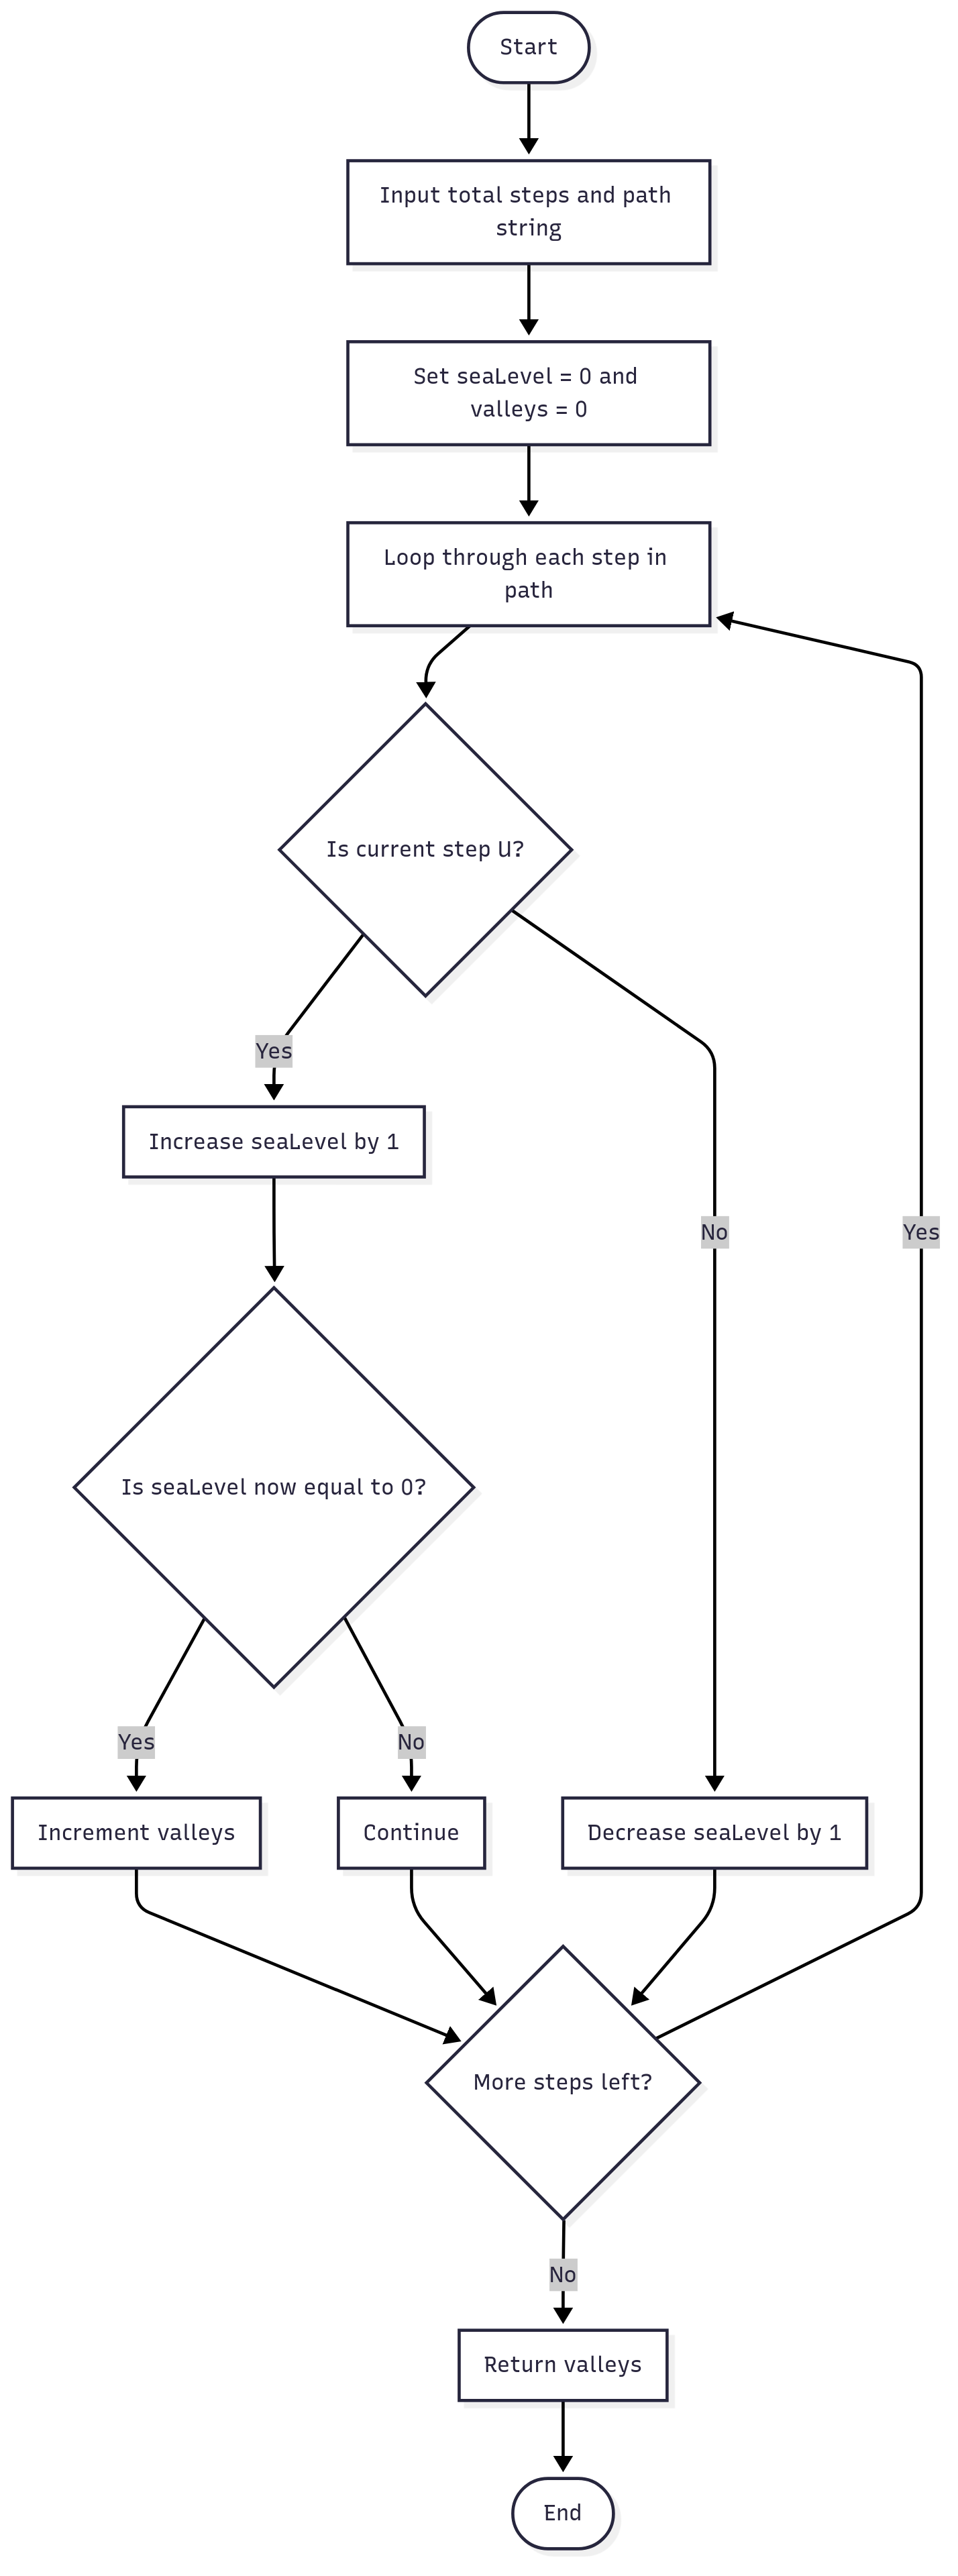 Start
Input total steps and path
string
Set seaLevel = 0 and
valleys = 0
Loop through each step in
path
Is current step U?
Yes
Increase seaLevel by 1
No
Yes
Is seaLevel now equal to 0?
Yes
No
Increment valleys
Continue
Decrease seaLevel by 1
More steps left?
No
Return valleys
End